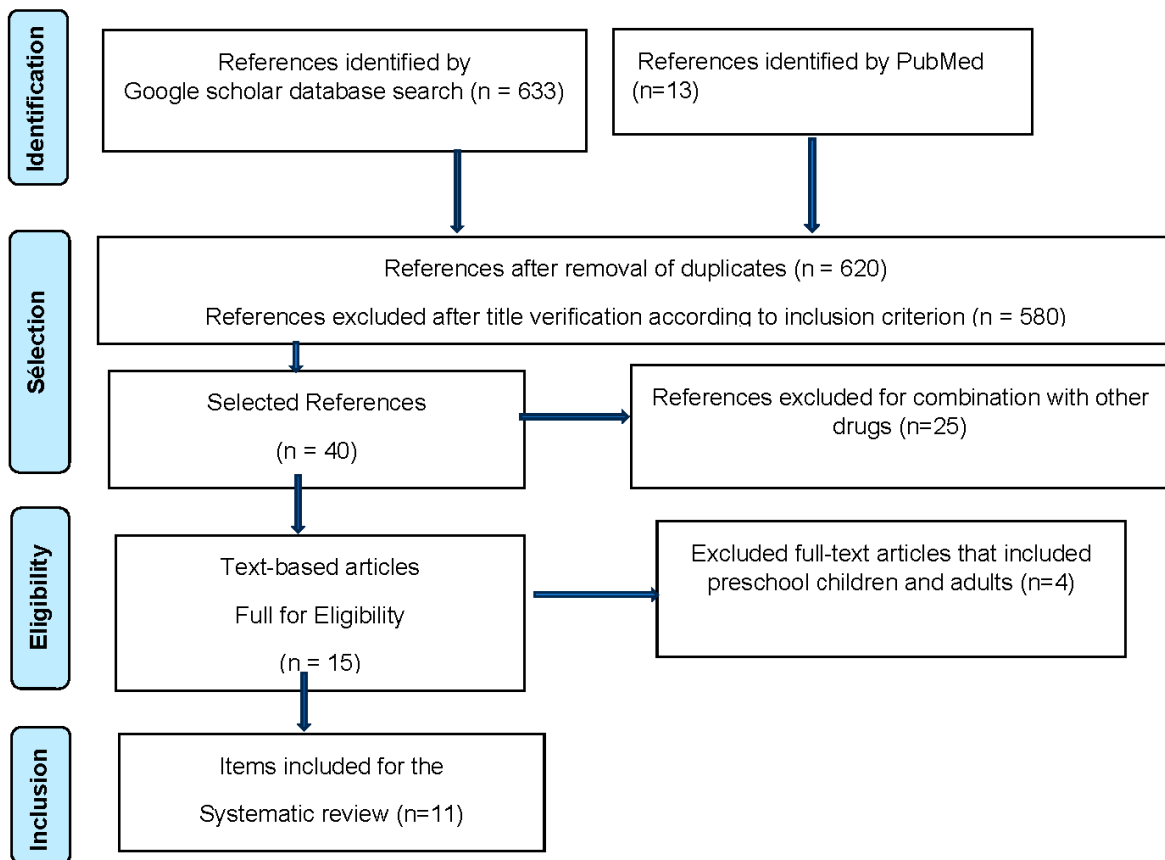 Identification
References identified by
Google scholar database search (n = 633)
References identified by PubMed
(n=13)
Sélection
References after removal of duplicates (n = 620)
References excluded after title verification according to inclusion criterion (n = 580)
Selected References
(n = 40)
References excluded for combination with other
drugs (n=25)
Eligibility
Text-based articles
Full for Eligibility
(n = 15)
Excluded full-text articles that included
preschool children and adults (n=4)
Inclusion
Items included for the
Systematic review (n=11)